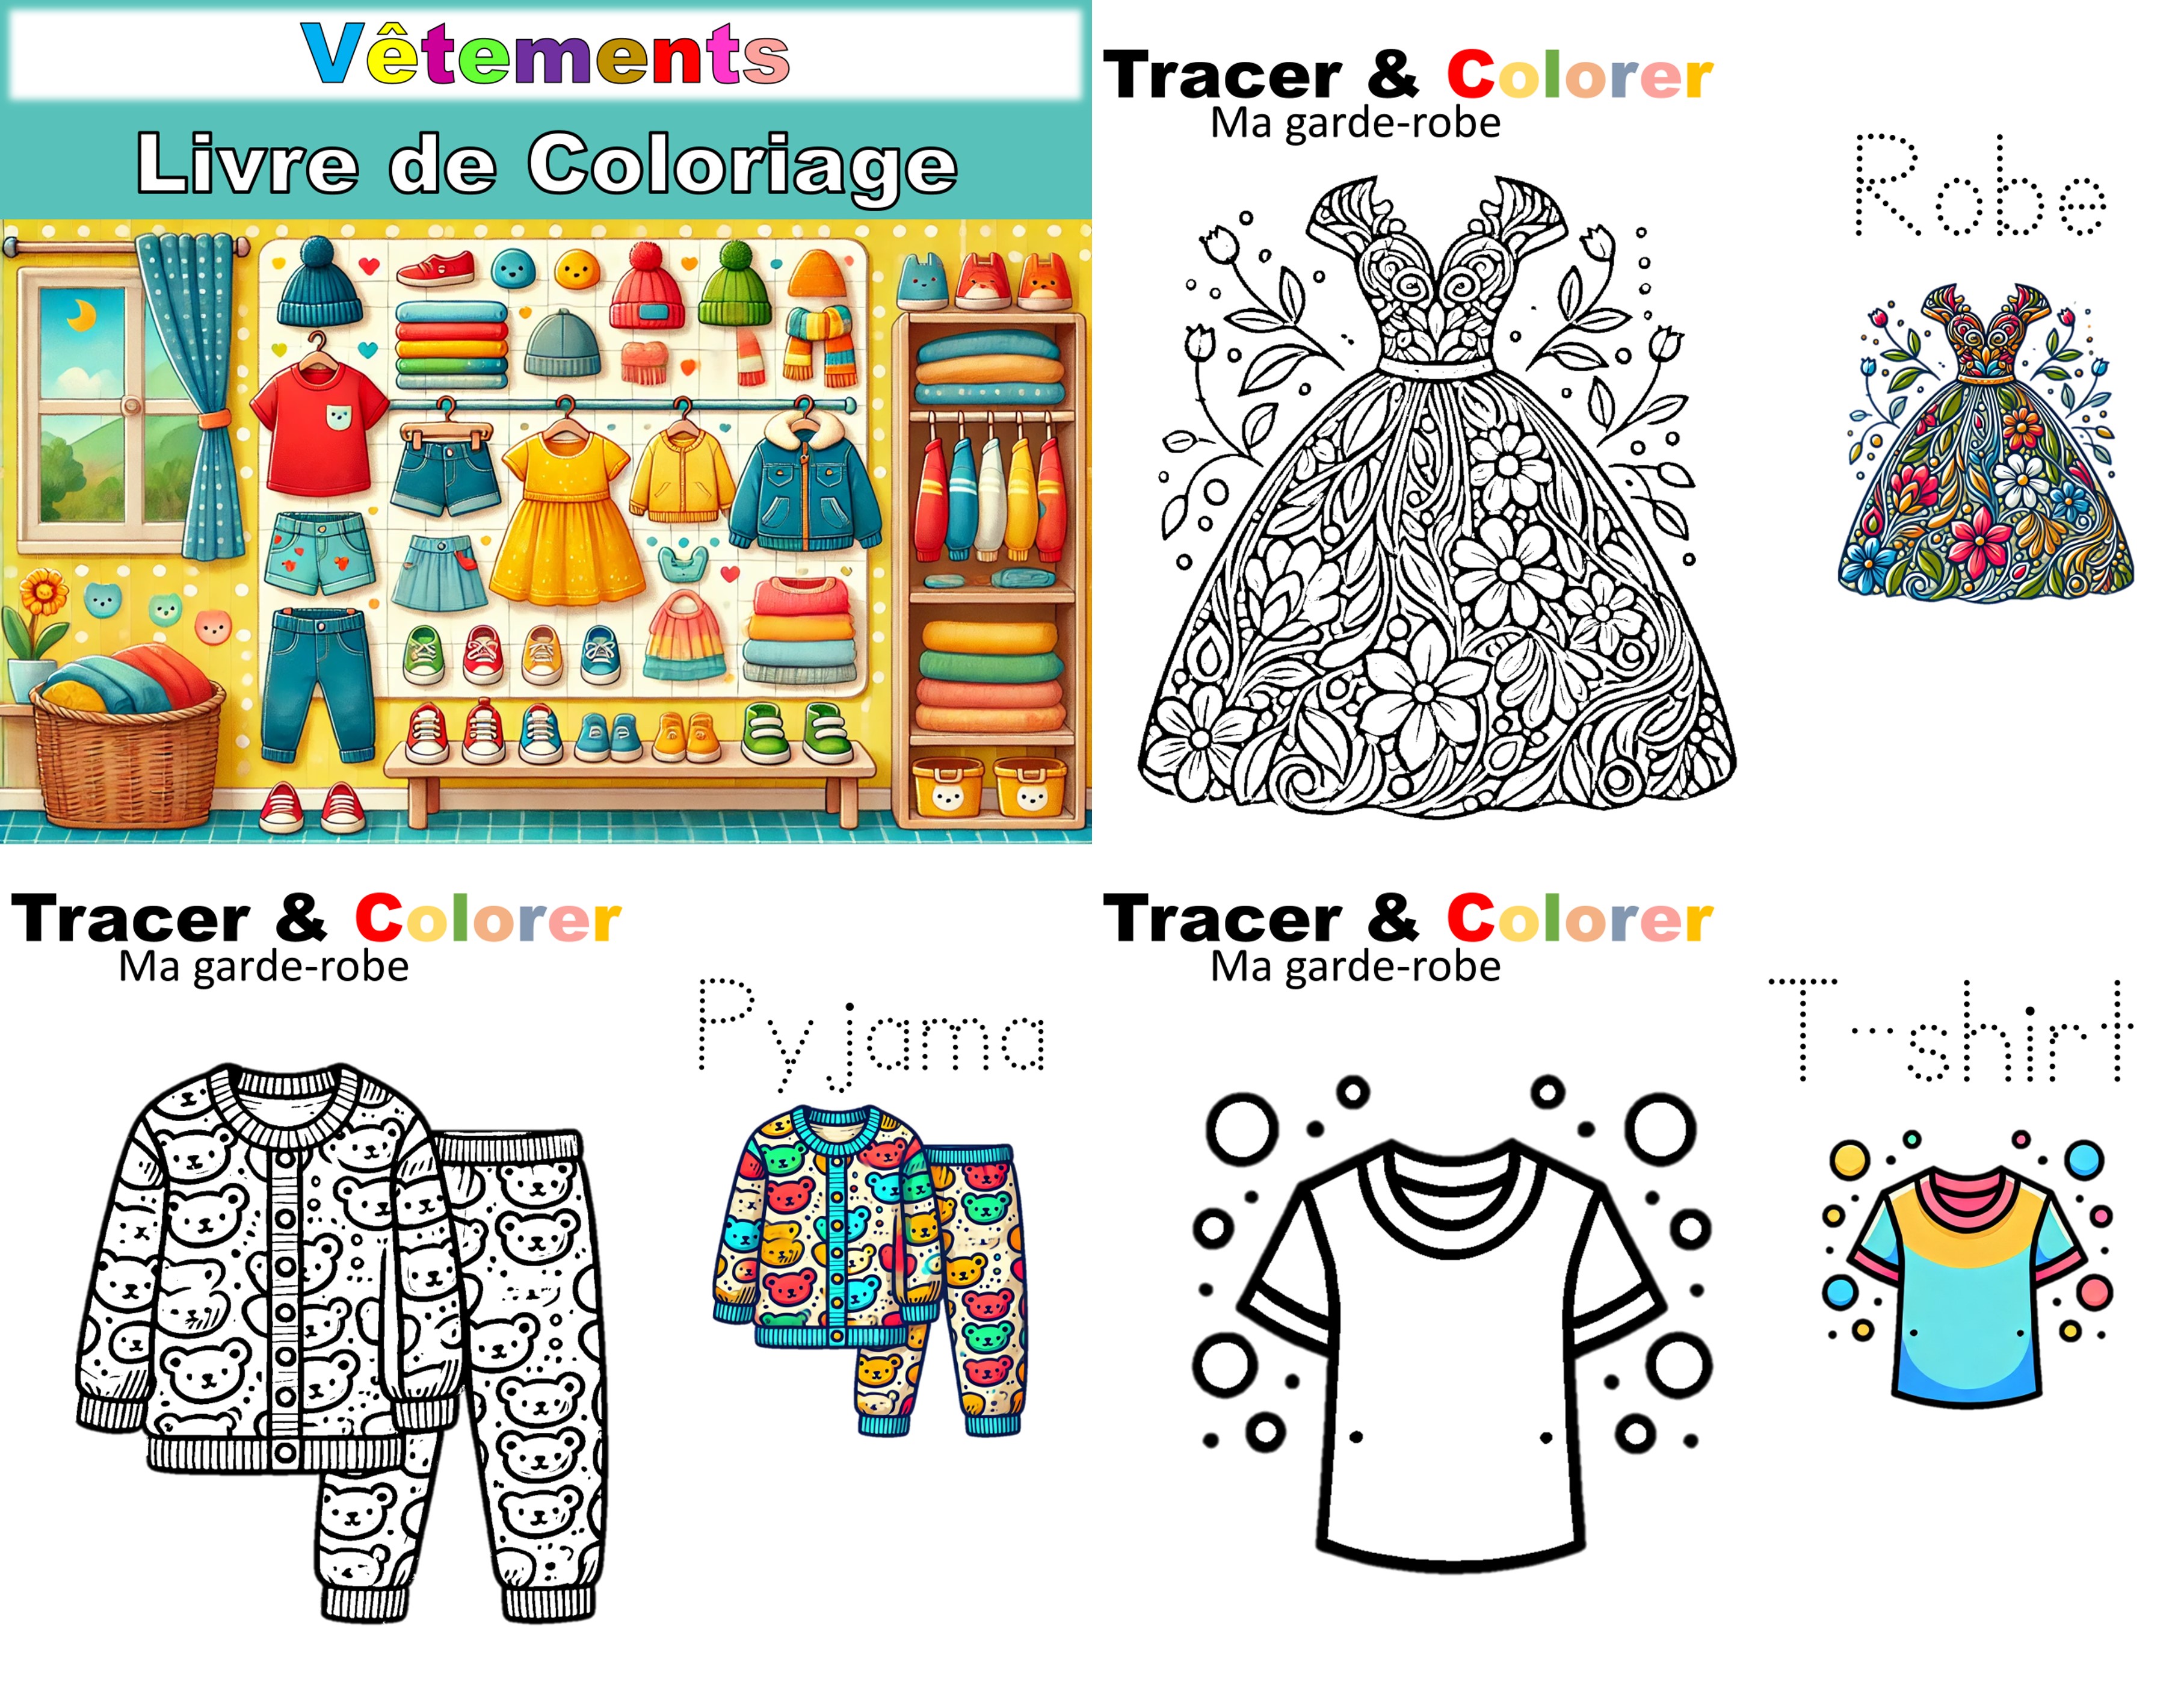 Vêtements
Livre de Coloriage
Tracer & Colorer
Ma garde-robe
Robe
Tracer & Colorer
Ma garde-robe
Pyjama
Tracer & Colorer
Ma garde-robe
T-shirt